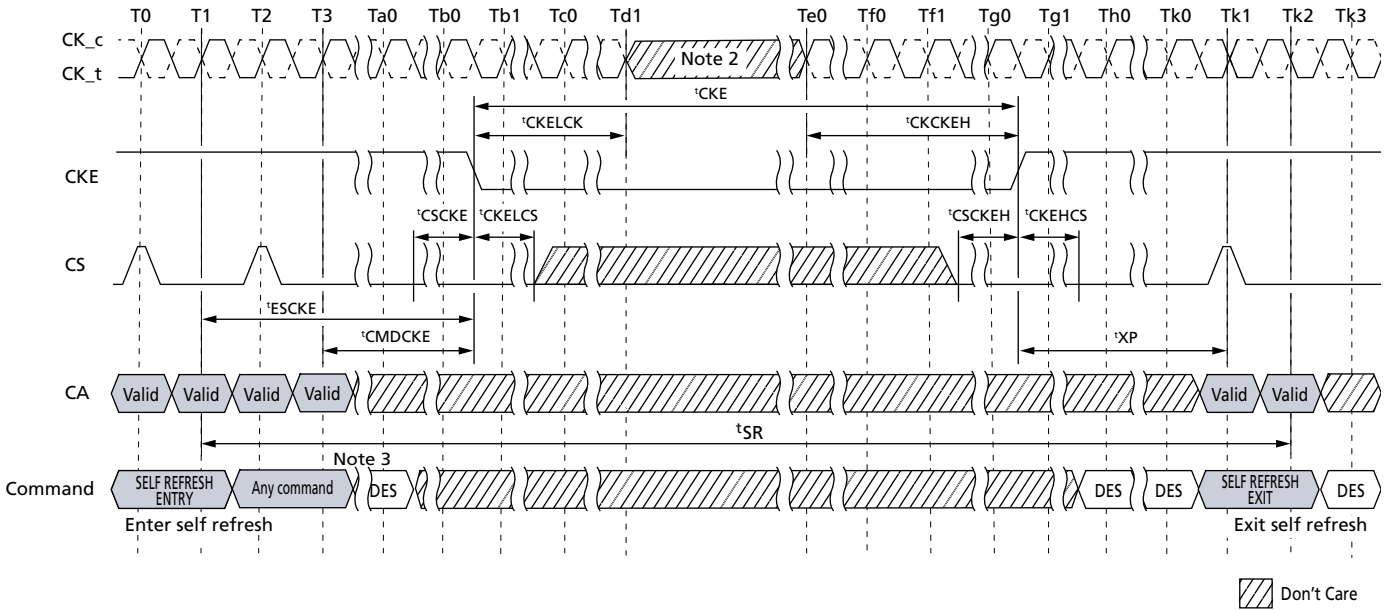 T0 T1 T2 T3 Ta0 Tb0 Tb1 Tc0 Td1 Te0 Tf0 Tf1 Tg0 Tg1 Th0 Tk0 Tk1 Tk2 Tk3
CK_c
CK_t
Note 2
tCKE
tCKELCK tCKCKEH
CKE
tCSCKE tCKELCS tCSCKEH tCKEHCS
CS
tESCKE
tCMDCKE tXP
CA Valid Valid Valid Valid Valid Valid
tSR
Note 3
Command SELF REFRESH ENTRY Any command DES DES DES SELF REFRESH EXIT DES
Enter self refresh Exit self refresh
Don't Care